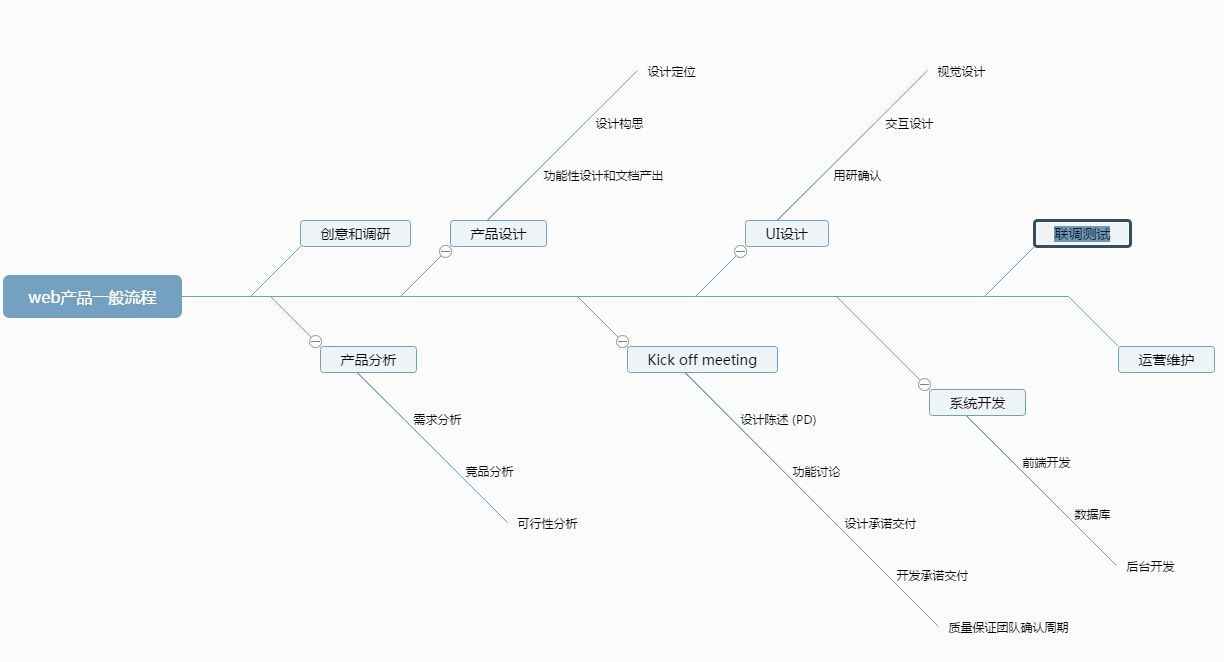 web产品一般流程
创意和调研
产品分析
需求分析
竞品分析
可行性分析
产品设计
设计定位
设计构思
功能性设计和文档产出
Kick off meeting
设计陈述 (PD)
功能讨论
设计承诺交付
开发承诺交付
质量保证团队确认周期
UI设计
视觉设计
交互设计
用研确认
系统开发
前端开发
数据库
后台开发
联调测试
运营维护